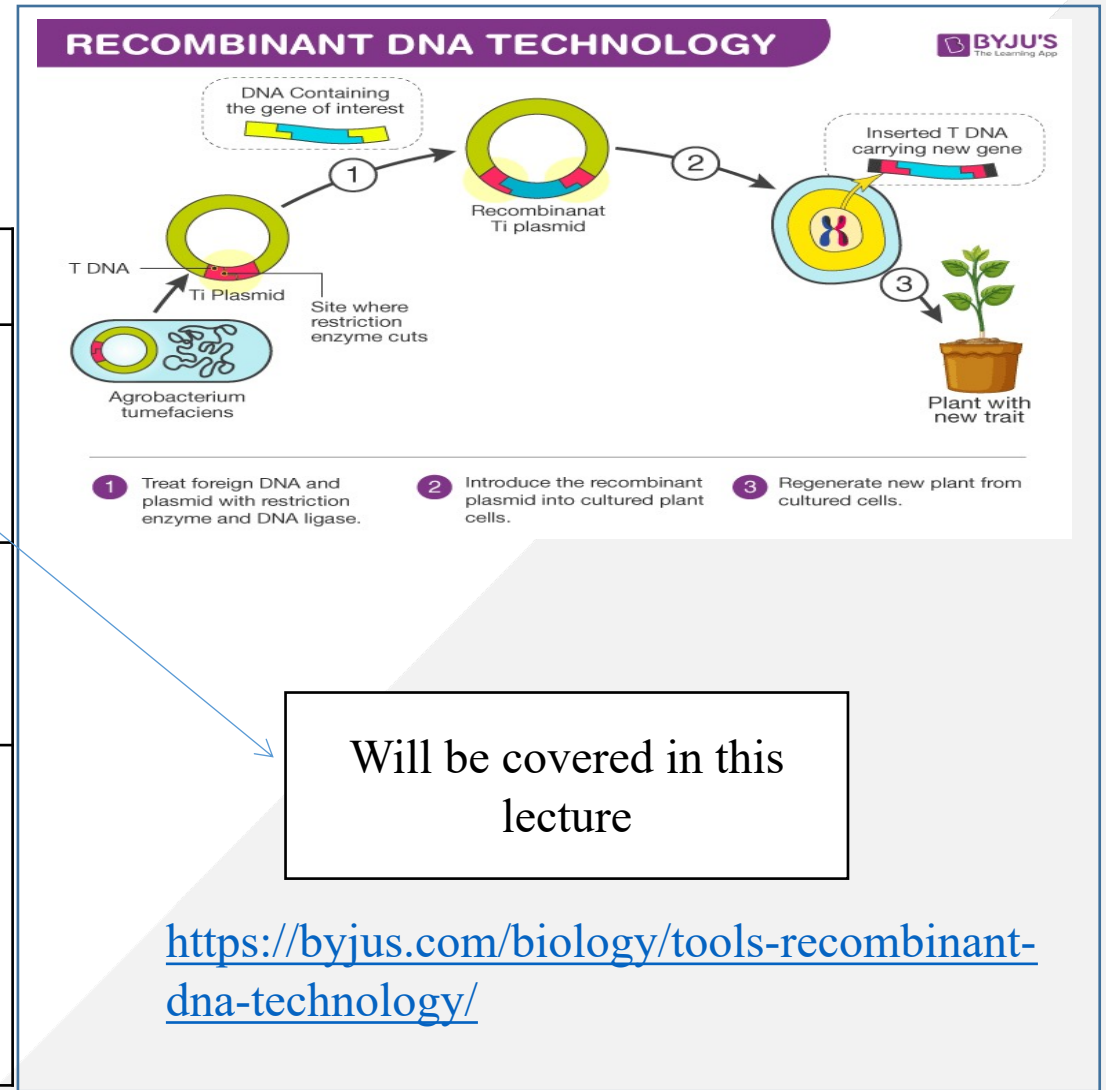 RECOMBINANT DNA TECHNOLOGY
BYJU'S
The Learning App
DNA Containing
the gene of interest
1
2
Inserted T DNA
carrying new gene
Recombinanat
Ti plasmid
T DNA
Ti Plasmid
Site where
restriction
enzyme cuts
3
Agrobacterium
tumefaciens
Plant with
new trait
1 Treat foreign DNA and
plasmid with restriction
enzyme and DNA ligase.
2 Introduce the recombinant
plasmid into cultured plant
cells.
3 Regenerate new plant from
cultured cells.
Will be covered in this
lecture
https://byjus.com/biology/tools-recombinant-
dna-technology/